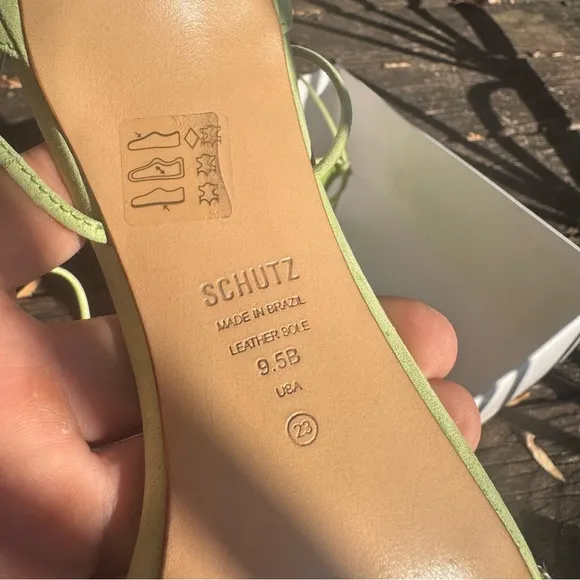 SCHUTZ
MADE IN BRAZIL
LEATHER SOLE
9.5B
USA
23